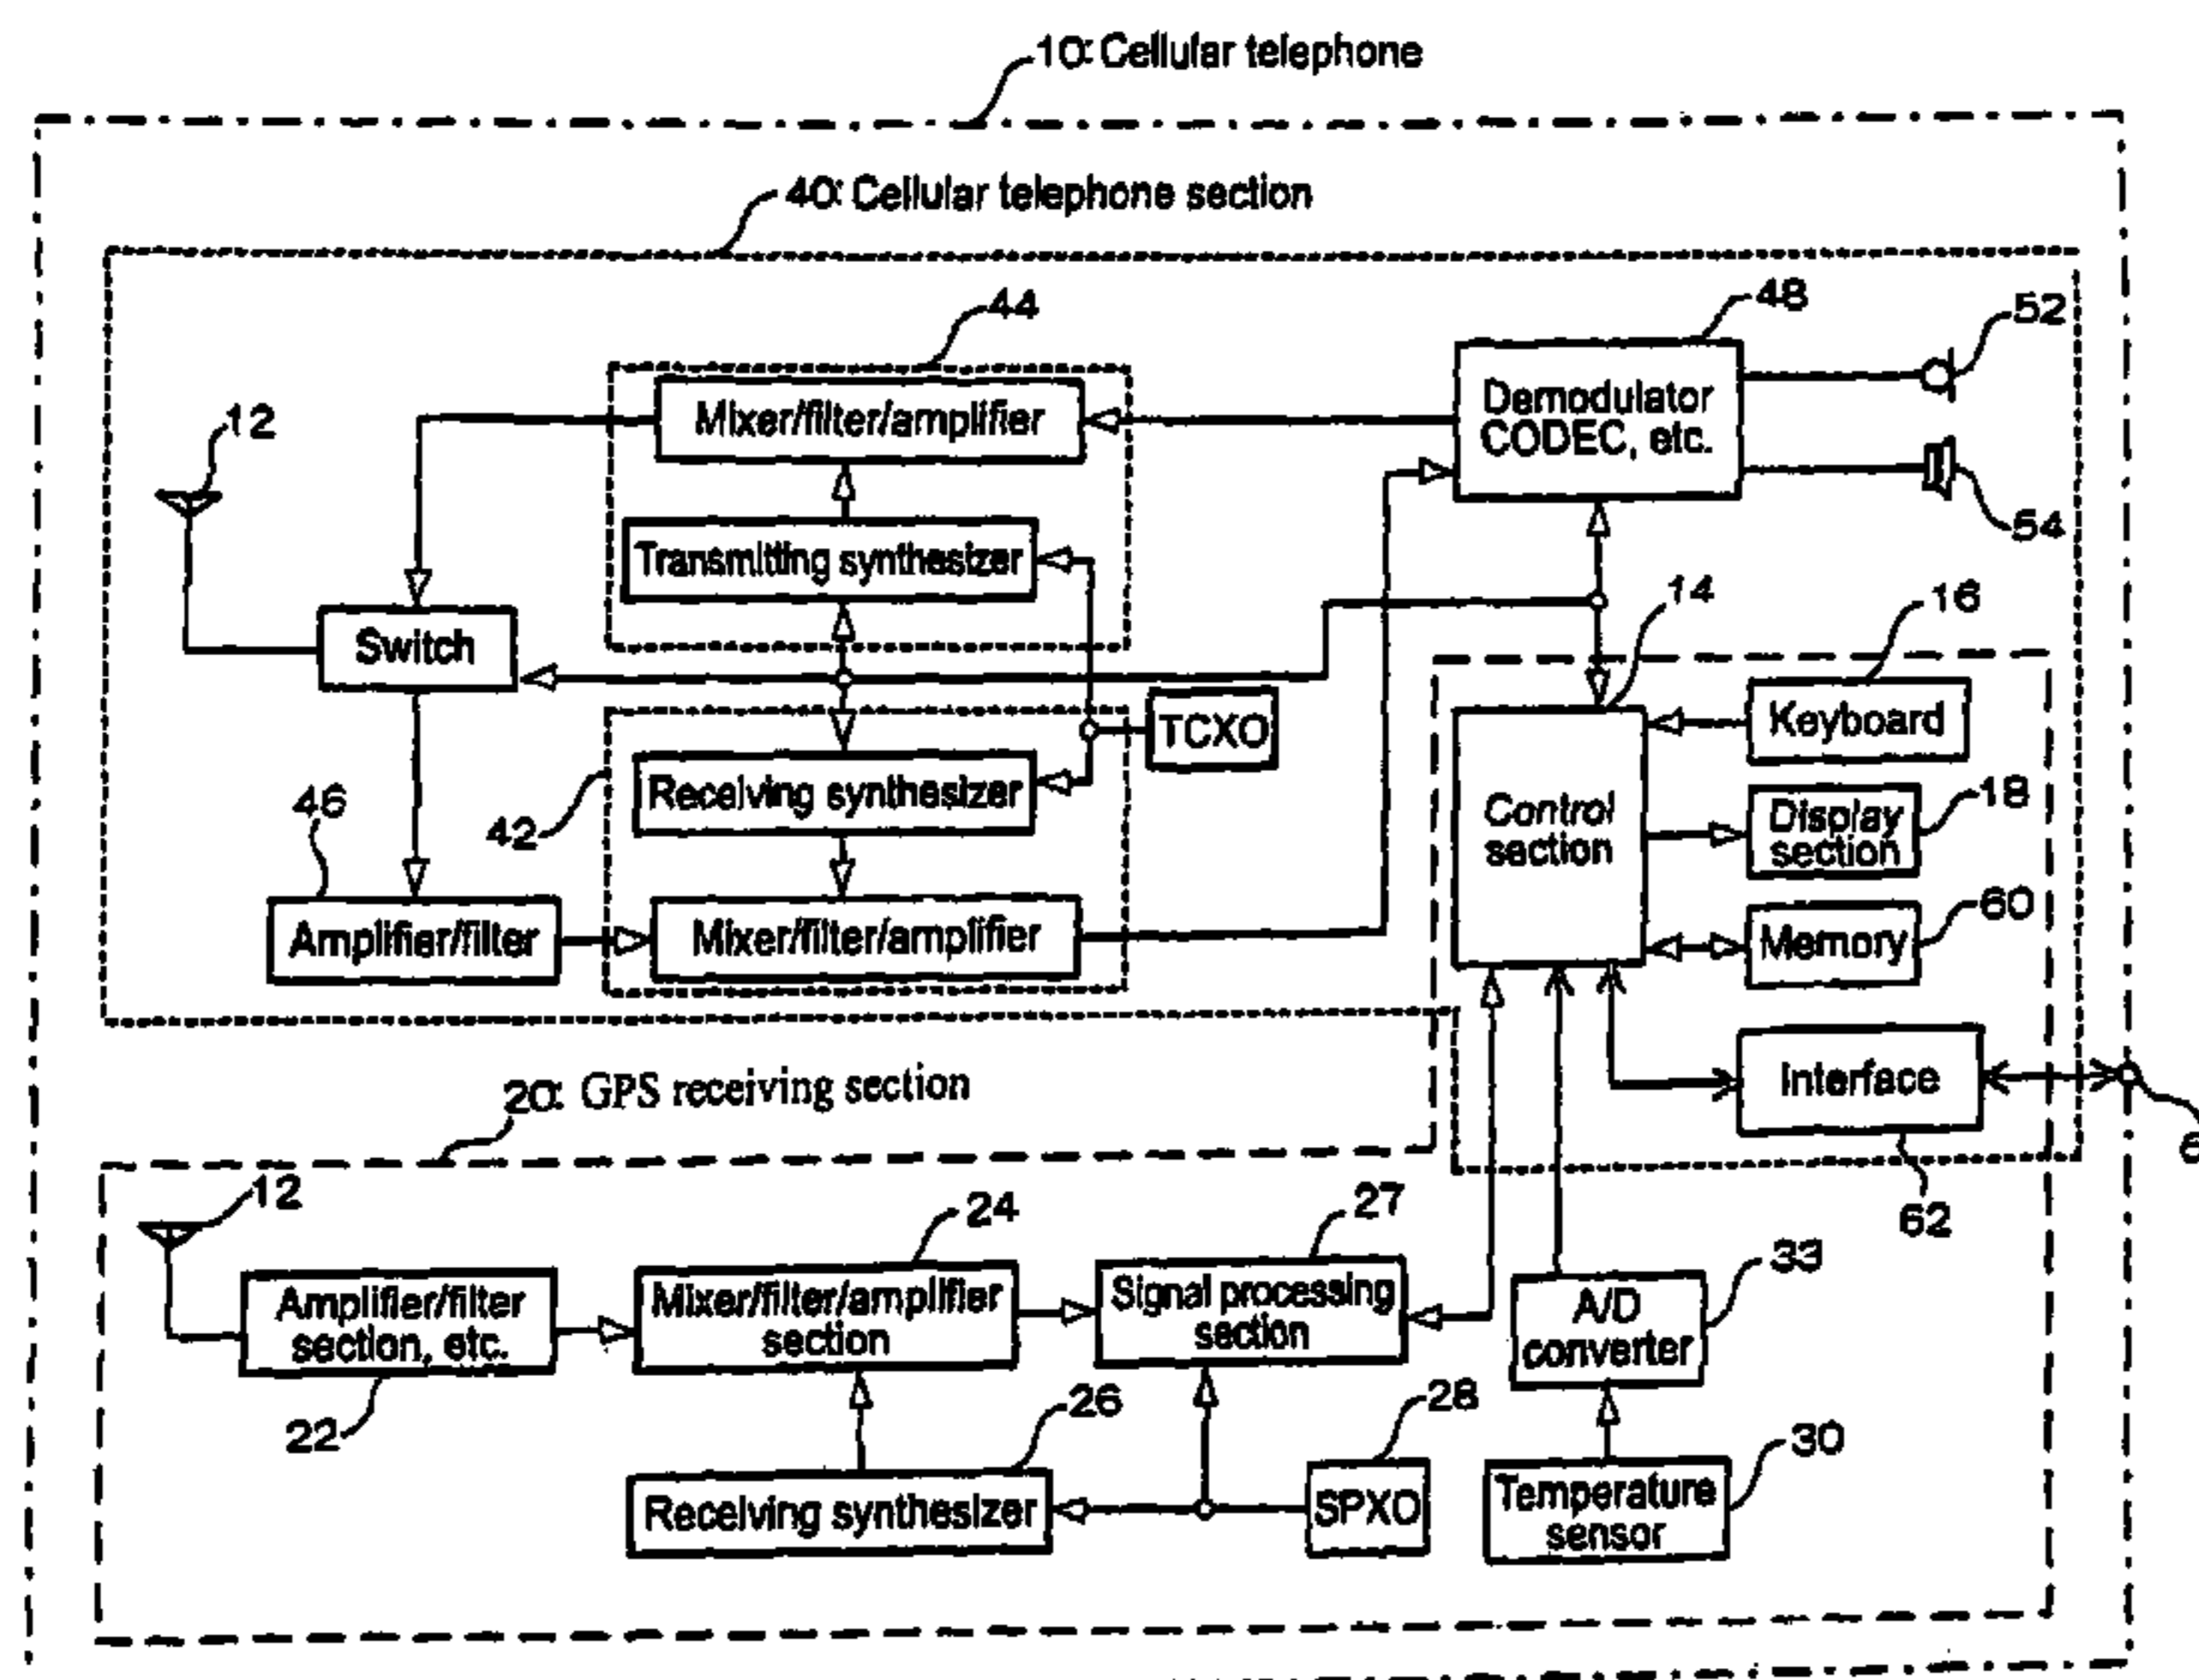 10: Cellular telephone
40: Cellular telephone section
44
48
52
Mixer/filter/amplifier
Demodulator
CODEC, etc.
12
54
Transmitting synthesizer
14
16
Switch
Keyboard
TCXO
Receiving synthesizer
42
46
Control
section
Display
section
18
60
Amplifier/filter
Mixer/filter/amplifier
Memory
Interface
20: GPS receiving section
62
12
24
27
33
Amplifier/filter
section, etc.
Mixer/filter/amplifier
section
Signal processing
section
A/D
converter
22
26
28
30
Receiving synthesizer
SPXO
Temperature
sensor